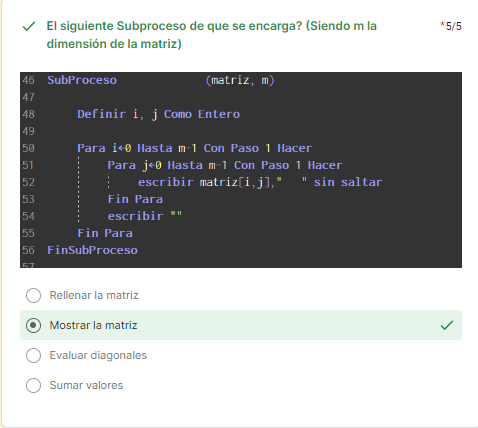 El siguiente Subproceso de que se encarga? (Siendo m la
dimensión de la matriz)
*5/5
46 SubProceso (matriz, m)
47
48 Definir i, j Como Entero
49
50 Para i←0 Hasta m-1 Con Paso 1 Hacer
51 Para j←0 Hasta m-1 Con Paso 1 Hacer
52 escribir matriz[i,j],"   " sin saltar
53 Fin Para
54 escribir ""
55 Fin Para
56 FinSubProceso
57
Rellenar la matriz
Mostrar la matriz
Evaluar diagonales
Sumar valores